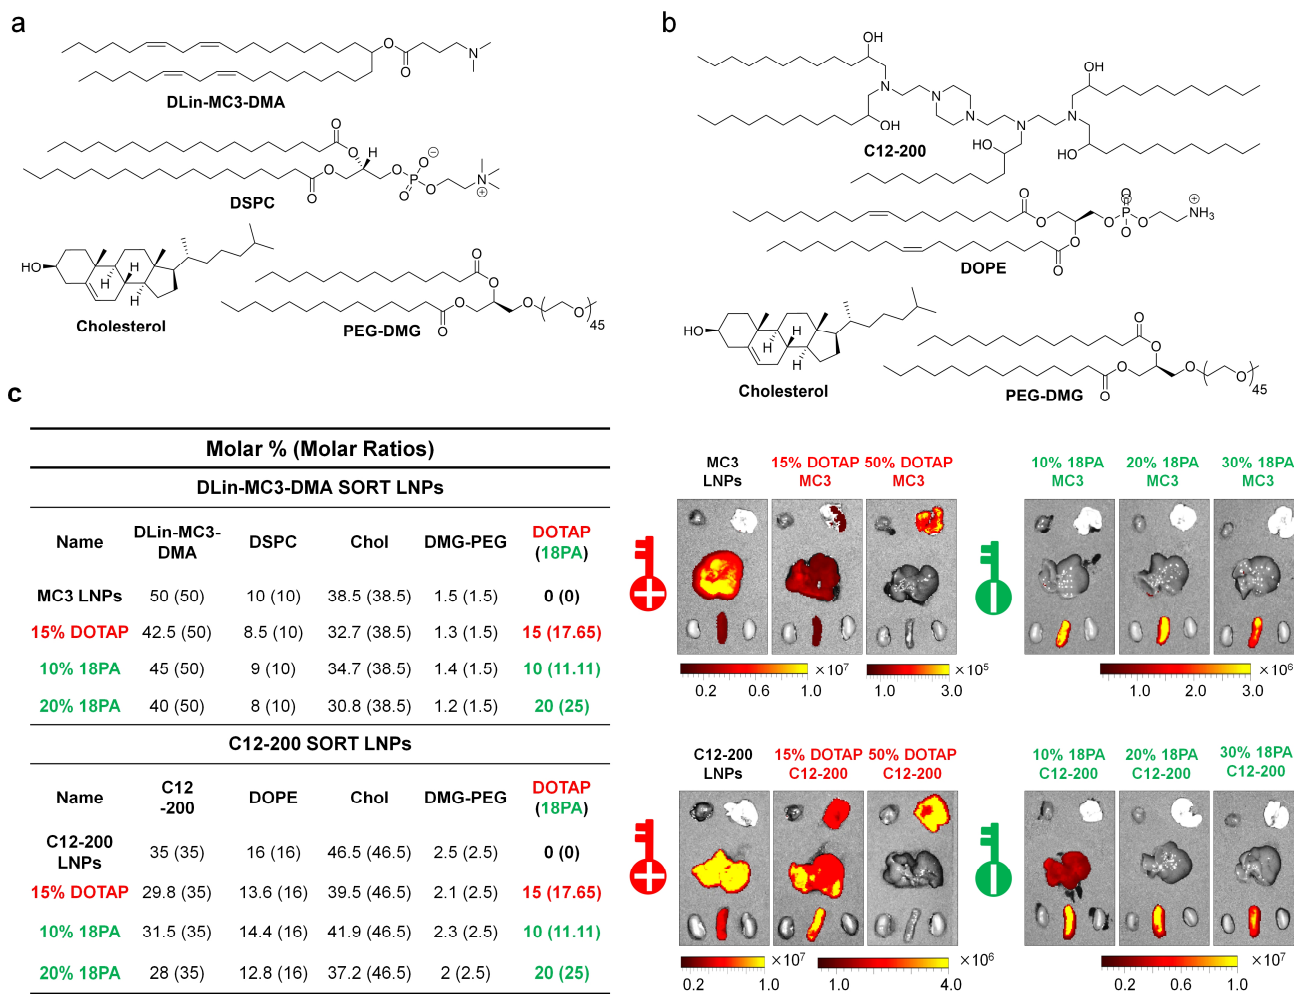 a
O
O
N
DLin-MC3-DMA
O
O
H
O
O
O
P
O
O
N
DSPC
HO
H
H
H
Cholesterol
O
O
O
O
O
O
45
PEG-DMG
b
OH
N
N
N
OH
OH
N
N
HO
HO
C12-200
O
O
O
O
P
O
O
NH3
O
O
DOPE
HO
H
H
H
Cholesterol
O
O
O
O
O
O
45
PEG-DMG
c
Molar % (Molar Ratios)
DLin-MC3-DMA SORT LNPs
Name DLin-MC3-DMA DSPC Chol DMG-PEG DOTAP (18PA)
MC3 LNPs 50 (50) 10 (10) 38.5 (38.5) 1.5 (1.5) 0 (0)
15% DOTAP 42.5 (50) 8.5 (10) 32.7 (38.5) 1.3 (1.5) 15 (17.65)
10% 18PA 45 (50) 9 (10) 34.7 (38.5) 1.4 (1.5) 10 (11.11)
20% 18PA 40 (50) 8 (10) 30.8 (38.5) 1.2 (1.5) 20 (25)
C12-200 SORT LNPs
Name C12-200 DOPE Chol DMG-PEG DOTAP (18PA)
C12-200 LNPs 35 (35) 16 (16) 46.5 (46.5) 2.5 (2.5) 0 (0)
15% DOTAP 29.8 (35) 13.6 (16) 39.5 (46.5) 2.1 (2.5) 15 (17.65)
10% 18PA 31.5 (35) 14.4 (16) 41.9 (46.5) 2.3 (2.5) 10 (11.11)
20% 18PA 28 (35) 12.8 (16) 37.2 (46.5) 2 (2.5) 20 (25)
MC3 LNPs
15% DOTAP MC3
50% DOTAP MC3
10% 18PA MC3
20% 18PA MC3
30% 18PA MC3
0.2 0.6 1.0 ×10⁷
1.0 3.0 ×10⁵
1.0 2.0 3.0 ×10⁶
C12-200 LNPs
15% DOTAP C12-200
50% DOTAP C12-200
10% 18PA C12-200
20% 18PA C12-200
30% 18PA C12-200
0.2 1.0 ×10⁷
1.0 4.0 ×10⁶
0.2 0.6 1.0 ×10⁷